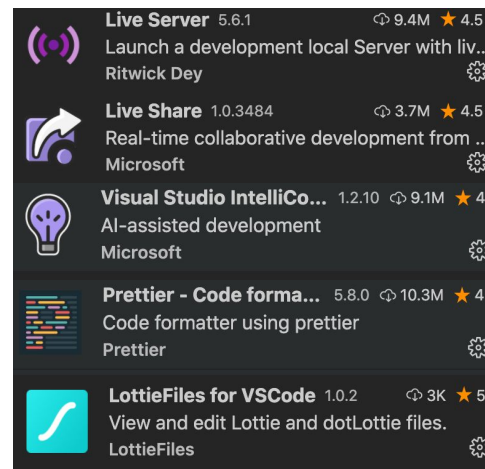 Live Server 5.6.1 9.4M ★ 4.5
Launch a development local Server with liv..
Ritwick Dey
Live Share 1.0.3484 3.7M ★ 4.5
Real-time collaborative development from ..
Microsoft
Visual Studio IntelliCo... 1.2.10 9.1M ★ 4
AI-assisted development
Microsoft
Prettier - Code forma... 5.8.0 10.3M ★ 4
Code formatter using prettier
Prettier
LottieFiles for VSCode 1.0.2 3K ★ 5
View and edit Lottie and dotLottie files.
LottieFiles